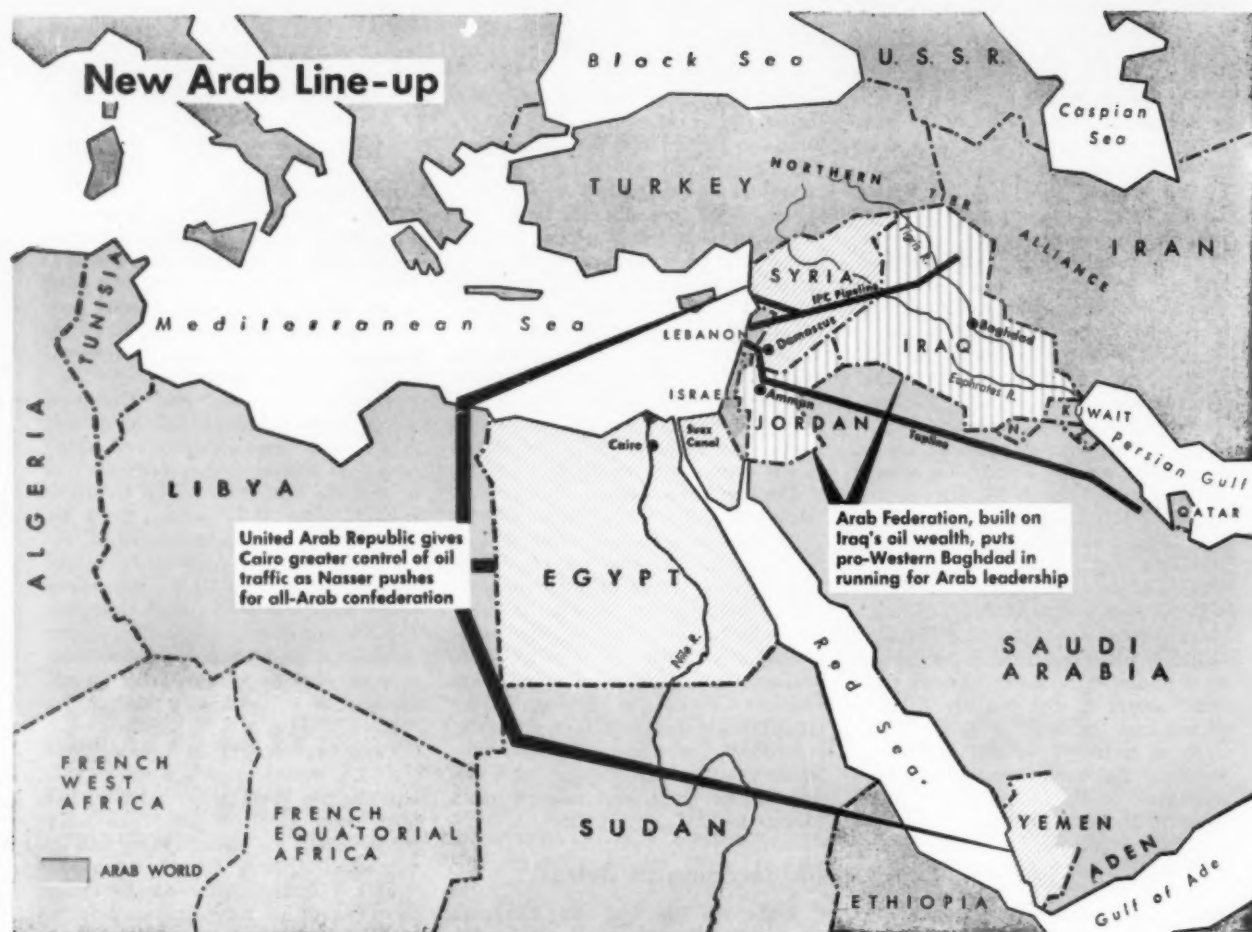 New Arab Line-up
Black Sea
U. S. S. R.
Caspian
Sea
TURKEY
NORTHERN
TIER
ALLIANCE
IRAN
TUNISIA
Mediterranean Sea
SYRIA
Tigris R.
IPC Pipeline
LEBANON
Damascus
Baghdad
IRAQ
Euphrates R.
ISRAEL
Amman
JORDAN
KUWAIT
N.
Z.
Persian Gulf
Tapline
QATAR
Suez
Canal
Cairo
ALGERIA
LIBYA
United Arab Republic gives
Cairo greater control of oil
traffic as Nasser pushes
for all-Arab confederation
Arab Federation, built on
Iraq's oil wealth, puts
pro-Western Baghdad in
running for Arab leadership
EGYPT
Nile R.
Red Sea
SAUDI
ARABIA
FRENCH
WEST
AFRICA
FRENCH
EQUATORIAL
AFRICA
SUDAN
YEMEN
ADEN
ARAB WORLD
ETHIOPIA
Gulf of Ade